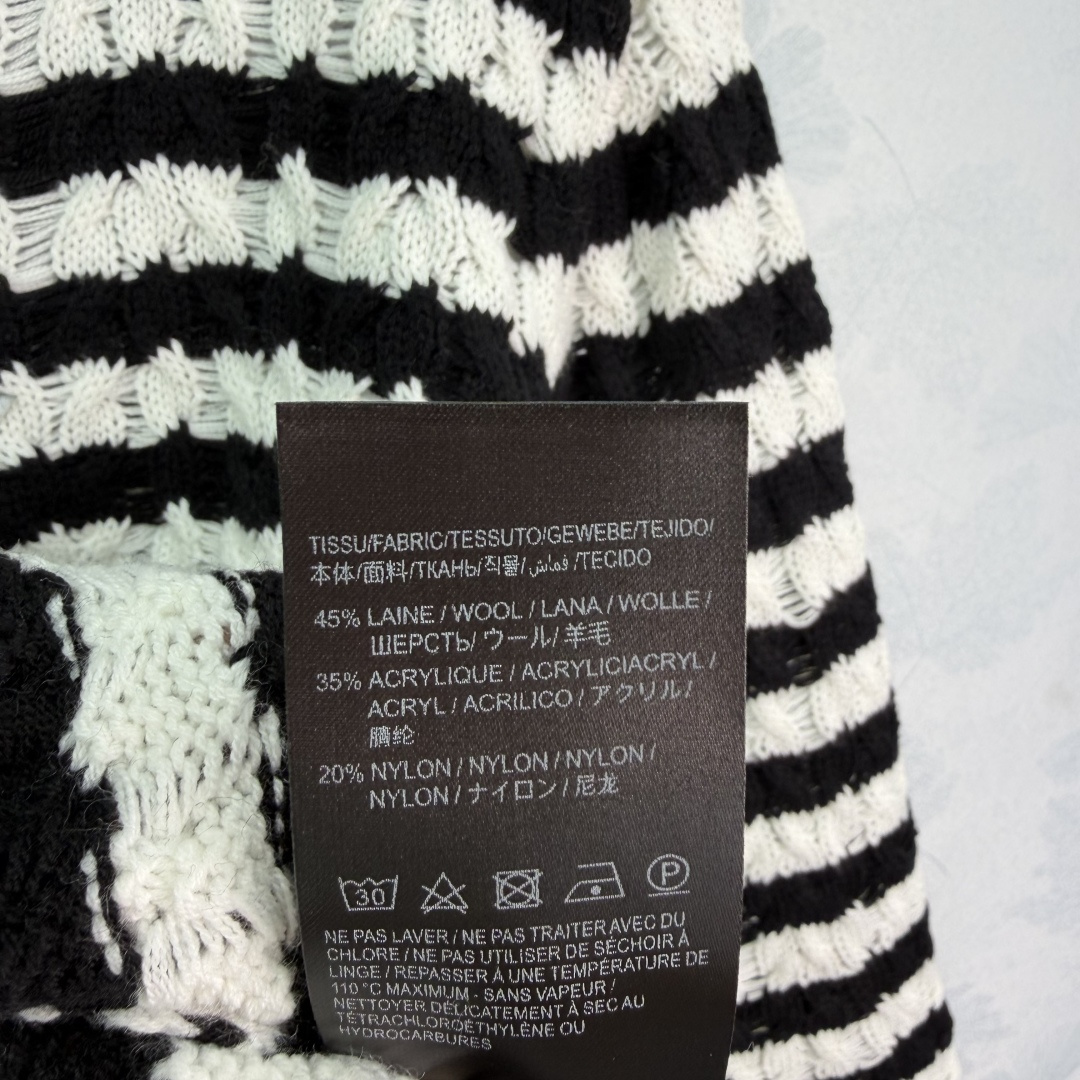 TISSU/FABRIC/TESSUTO/GEWEBE/TEJIDO/
本体/面料/ТКАНЬ/직물/قماش/TECIDO
45% LAINE / WOOL / LANA / WOLLE /
ШЕРСТЬ/ ウール/ 羊毛
35% ACRYLIQUE / ACRYLICIACRYL /
ACRYL / ACRILICO / アクリル /
腈纶
20% NYLON / NYLON / NYLON /
NYLON / ナイロン / 尼龙
30
P
NE PAS LAVER / NE PAS TRAITER AVEC DU
CHLORE / NE PAS UTILISER DE SÉCHOIR À
LINGE / REPASSER À UNE TEMPÉRATURE DE
110 °C MAXIMUM - SANS VAPEUR /
NETTOYER DÉLICATEMENT À SEC AU
TÉTRACHLOROÉTHYLÈNE OU
HYDROCARBURES